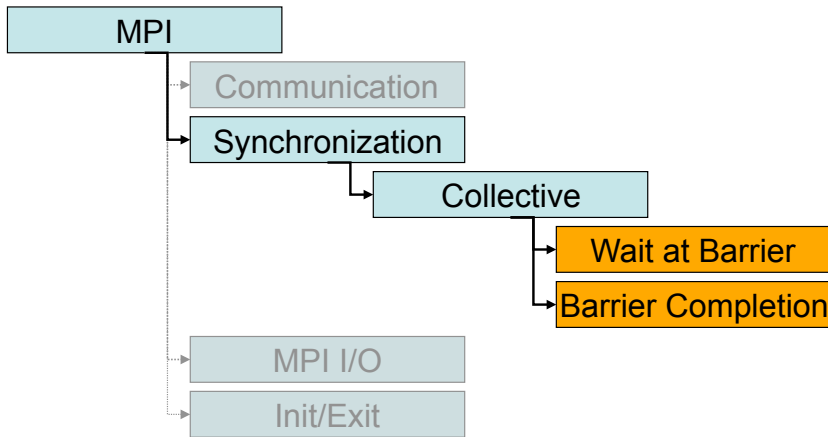 MPI
Communication
Synchronization
Collective
Wait at Barrier
Barrier Completion
MPI I/O
Init/Exit